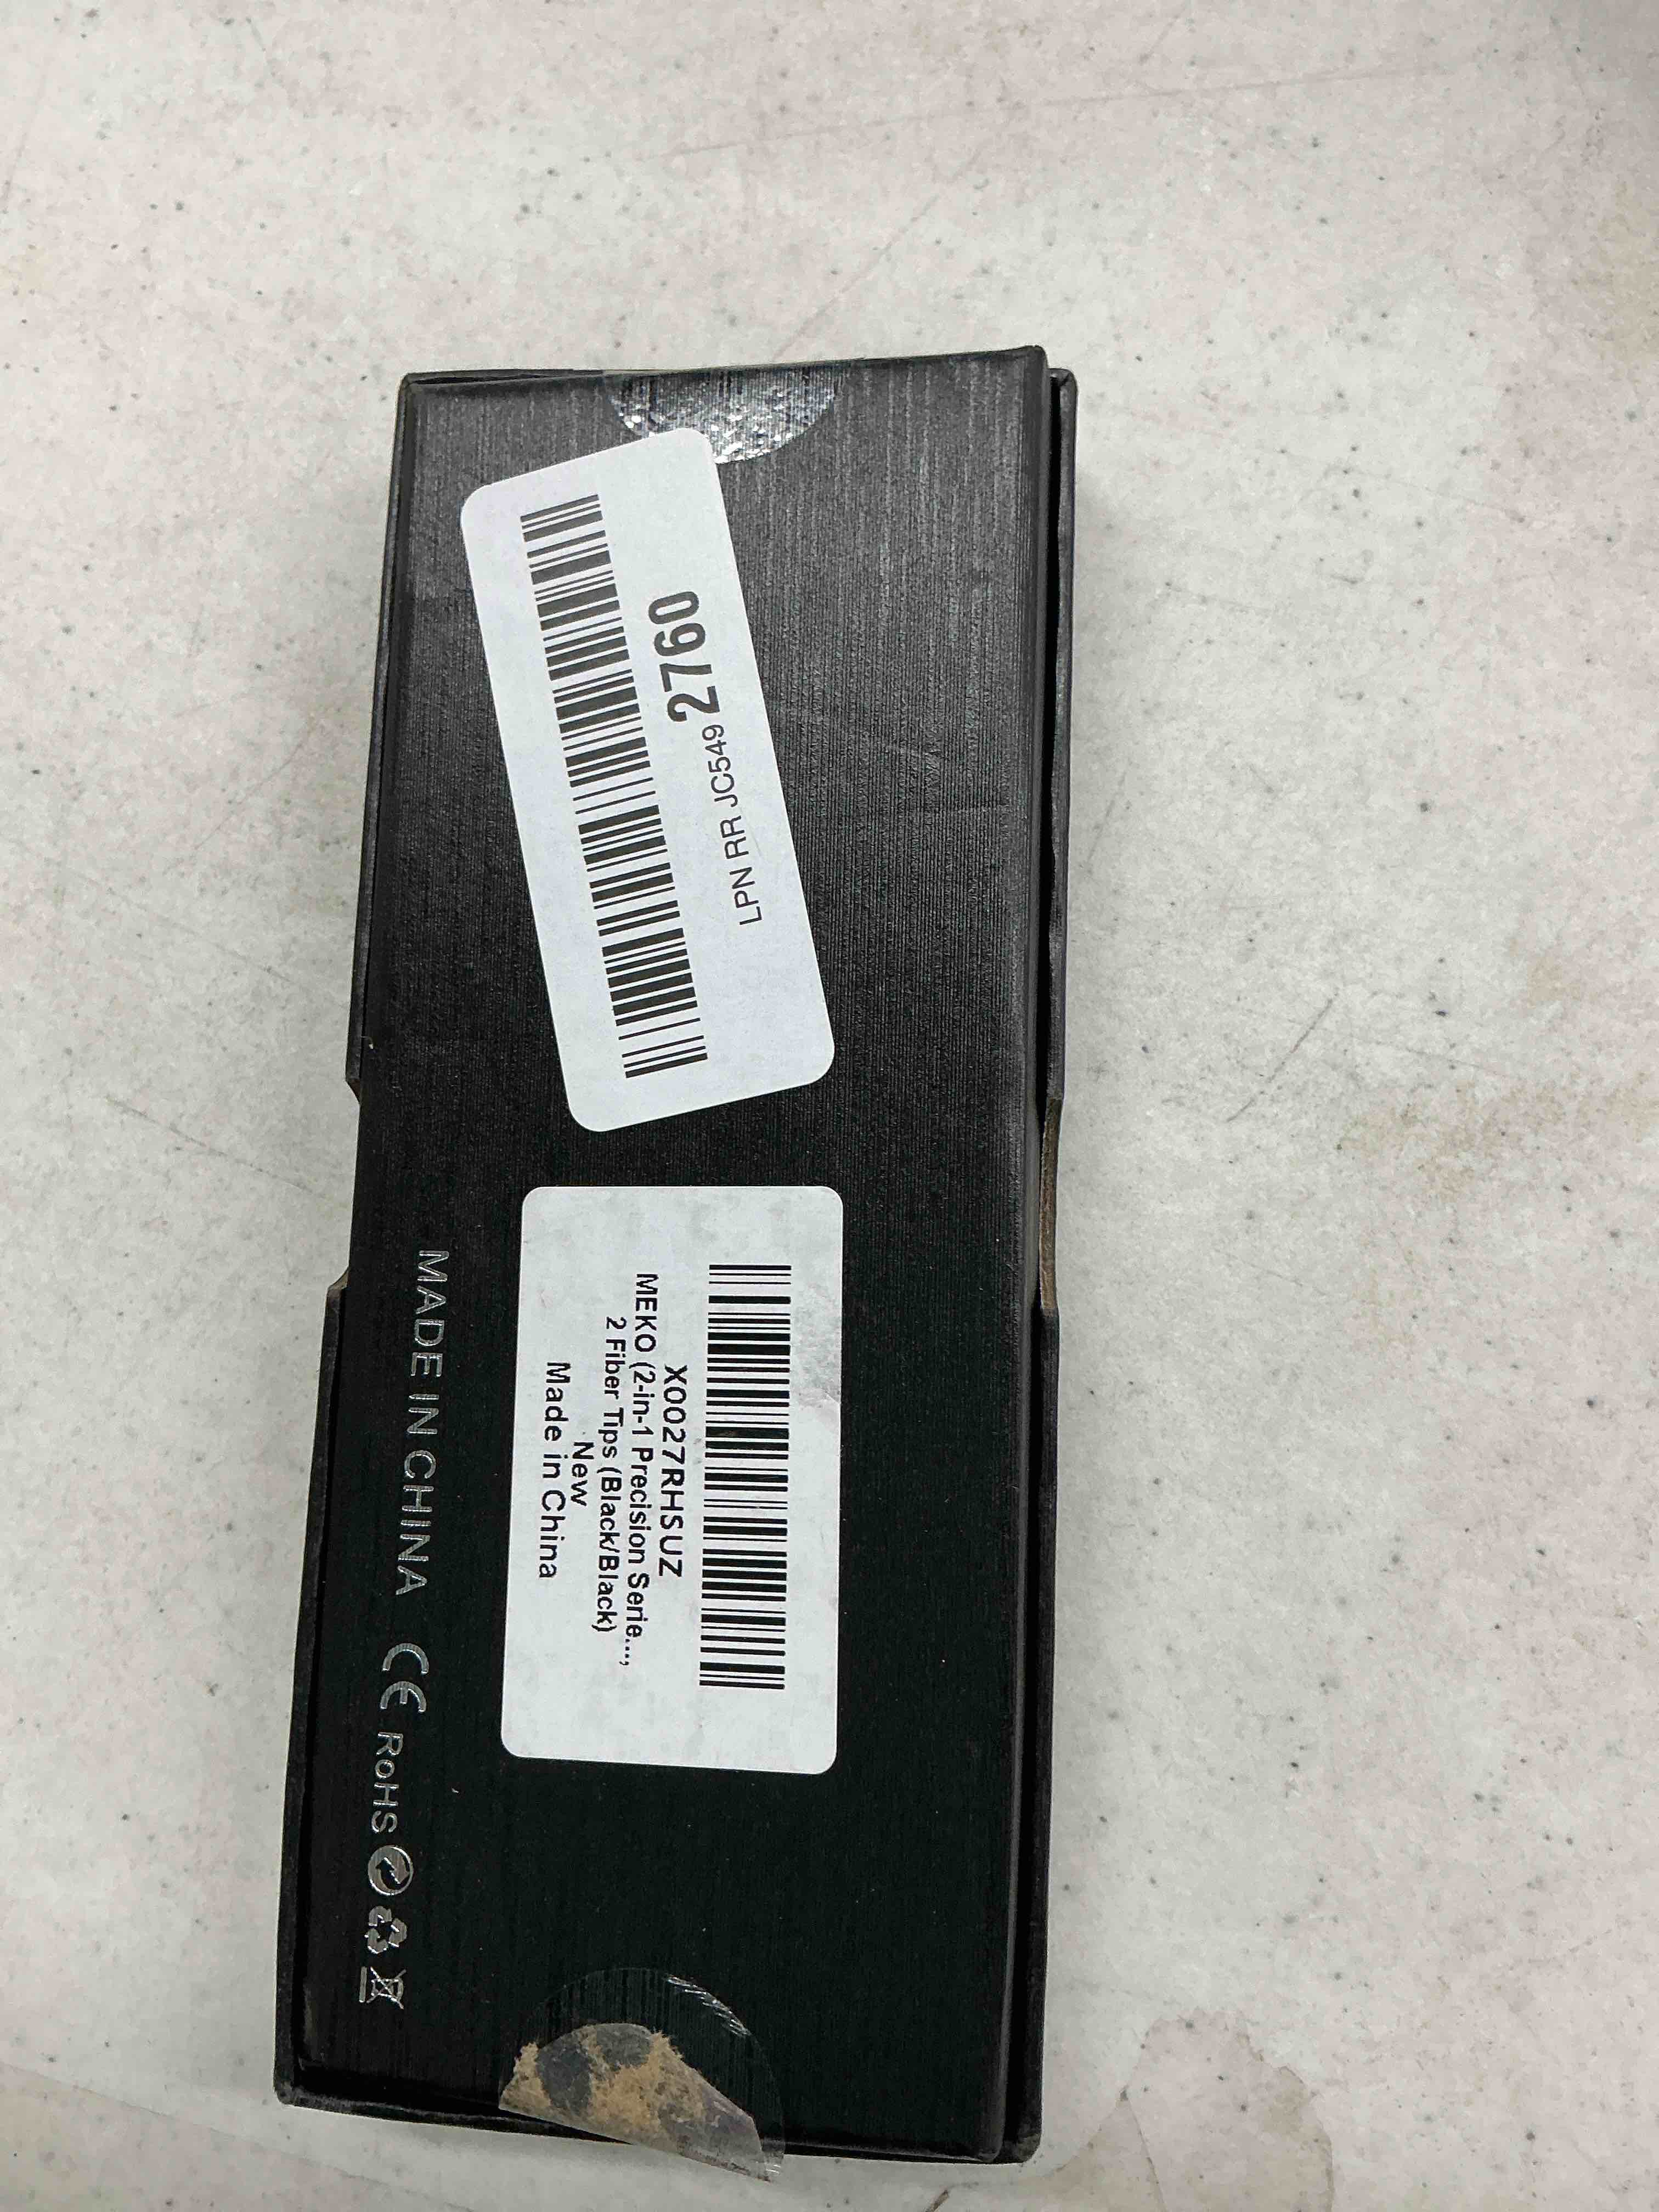 LPN RR JC549 2760
X0027RHSUZ
MEKO (2-in-1 Precision Serie...,
2 Fiber Tips (Black/Black)
New
Made in China
MADE IN CHINA CE RoHS